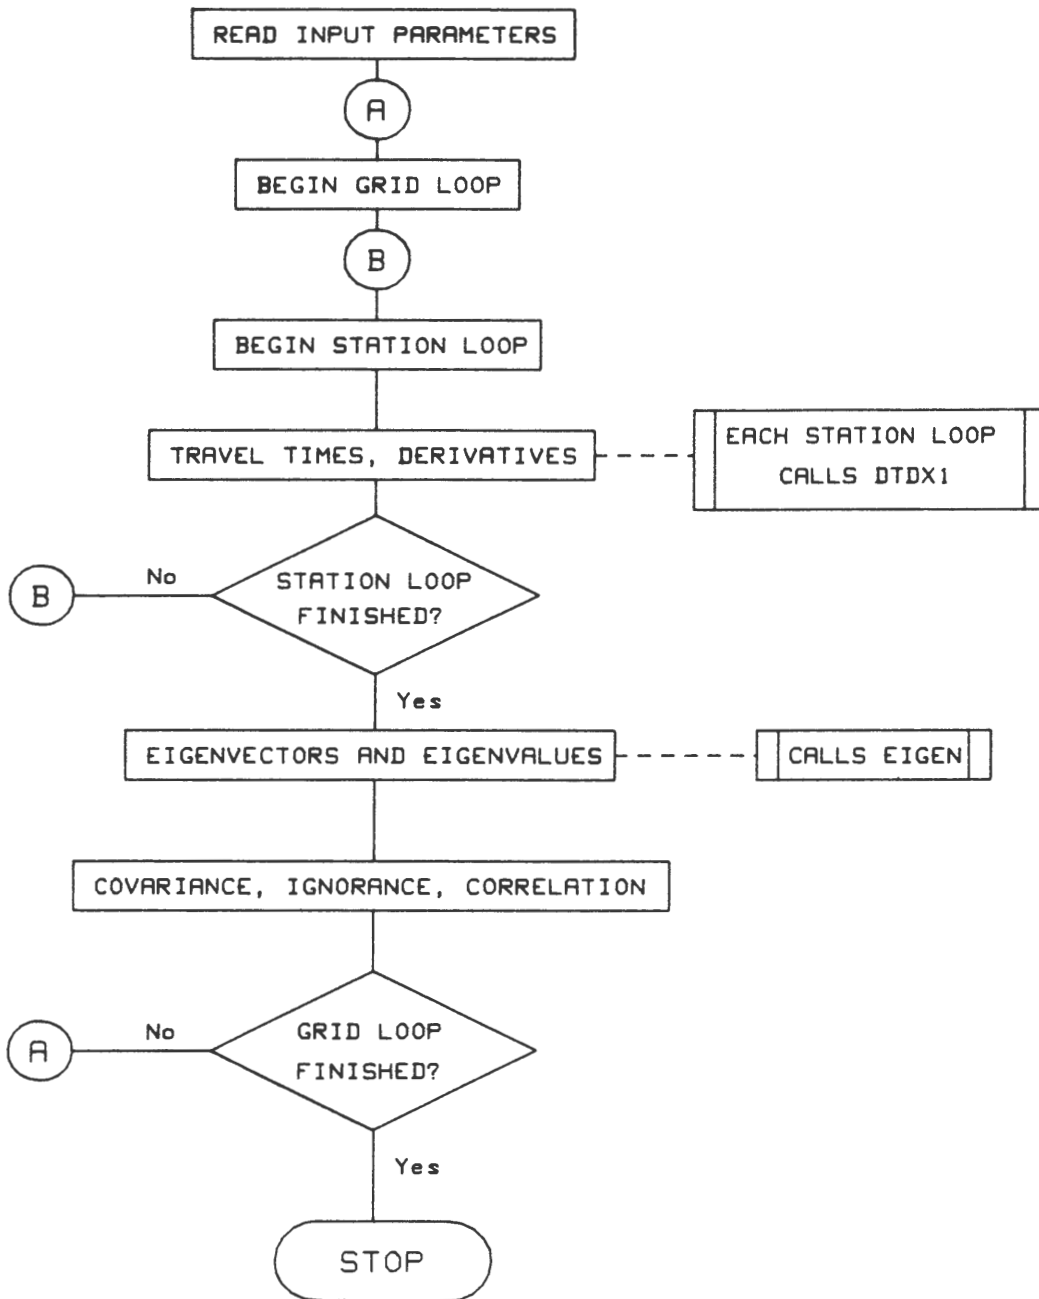 READ INPUT PARAMETERS
A
BEGIN GRID LOOP
B
BEGIN STATION LOOP
TRAVEL TIMES, DERIVATIVES
EACH STATION LOOP
CALLS DTDX1
STATION LOOP
FINISHED?
No
B
Yes
EIGENVECTORS AND EIGENVALUES
CALLS EIGEN
COVARIANCE, IGNORANCE, CORRELATION
GRID LOOP
FINISHED?
No
A
Yes
STOP